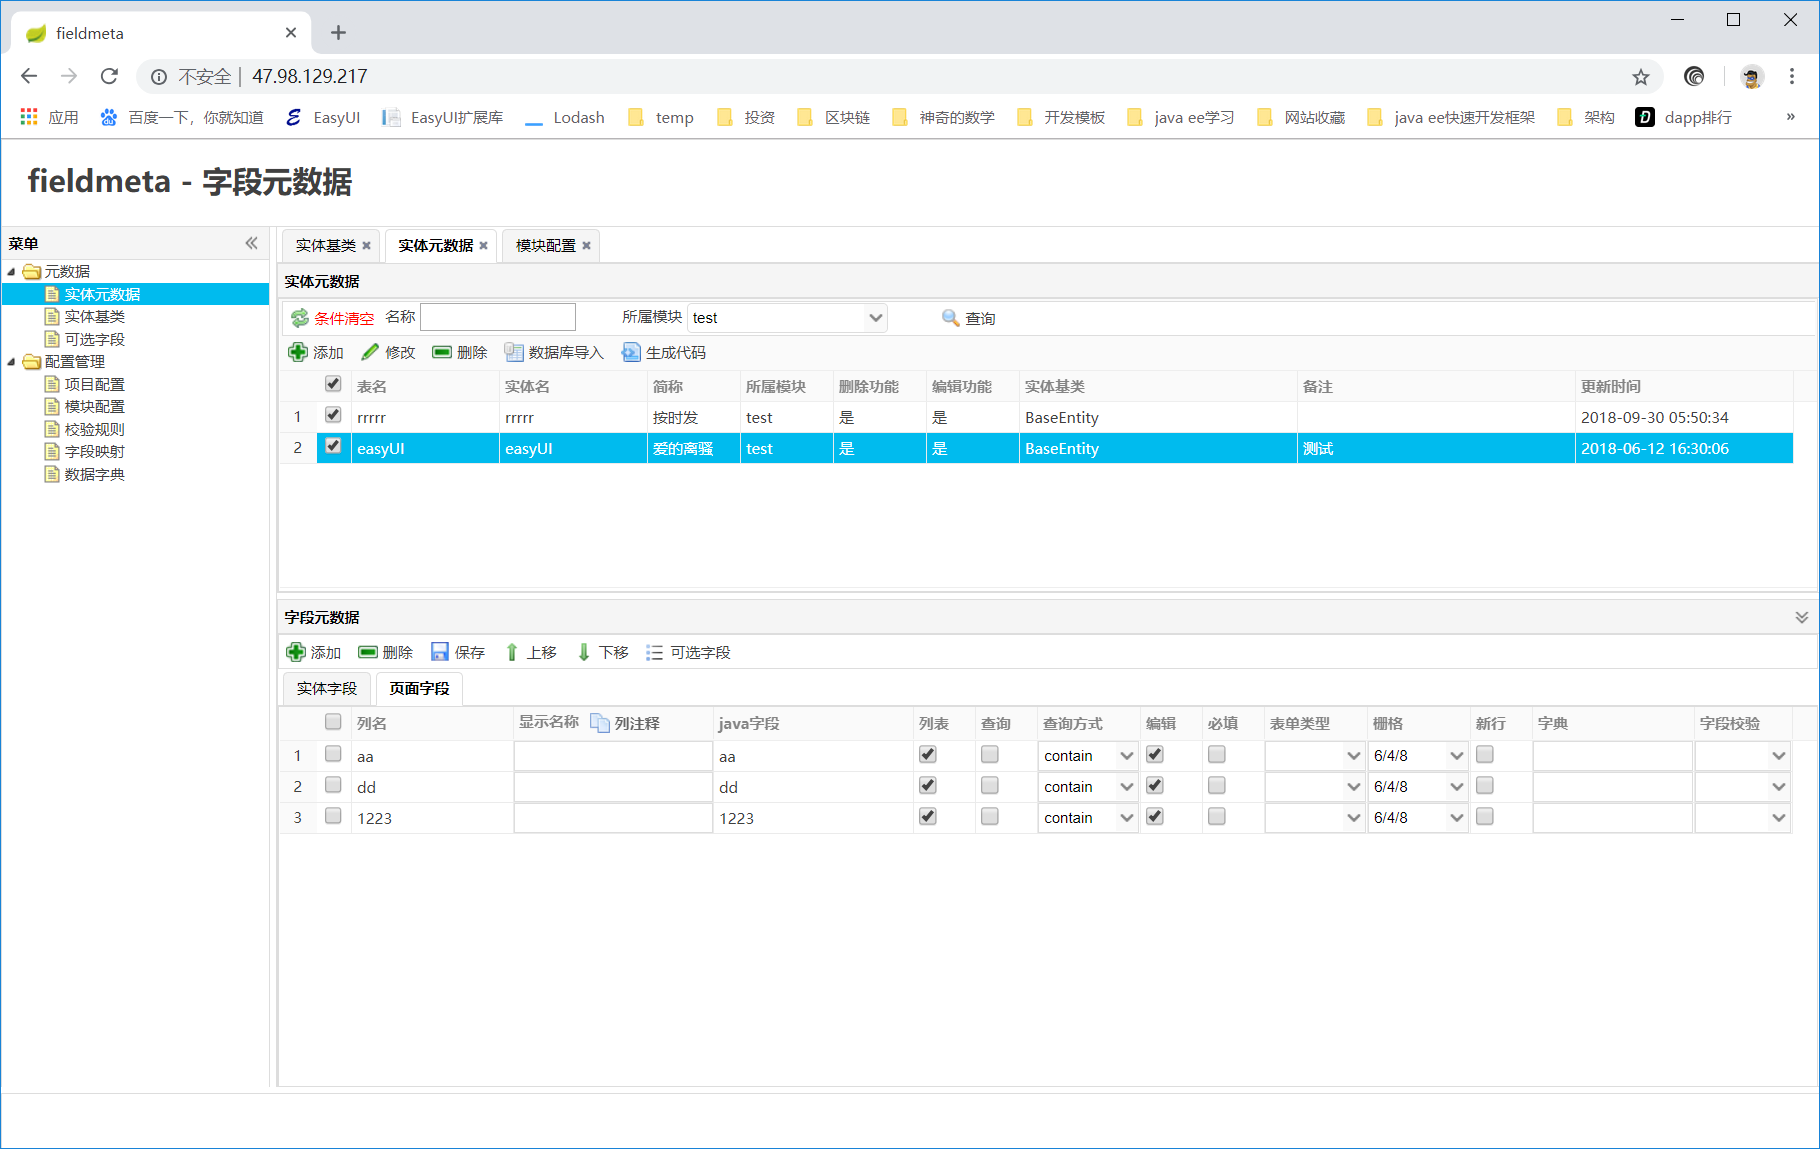 fieldmeta
不安全 47.98.129.217
应用 百度一下，你就知道 EasyUI EasyUI扩展库 Lodash temp 投资 区块链 神奇的数学 开发模板 java ee学习 网站收藏 java ee快速开发框架 架构 dapp排行 »
fieldmeta - 字段元数据
菜单
元数据
实体元数据
实体基类
可选字段
配置管理
项目配置
模块配置
校验规则
字段映射
数据字典
实体基类 实体元数据 模块配置
实体元数据
条件清空 名称 所属模块 test 查询
添加 修改 删除 数据库导入 生成代码
表名 实体名 简称 所属模块 删除功能 编辑功能 实体基类 备注 更新时间
1 rrrrr rrrrr 按时发 test 是 是 BaseEntity 2018-09-30 05:50:34
2 easyUI easyUI 爱的离骚 test 是 是 BaseEntity 测试 2018-06-12 16:30:06
字段元数据
添加 删除 保存 上移 下移 可选字段
实体字段 页面字段
列名 显示名称 列注释 java字段 列表 查询 查询方式 编辑 必填 表单类型 栅格 新行 字典 字段校验
1 aa aa contain 6/4/8
2 dd dd contain 6/4/8
3 1223 1223 contain 6/4/8